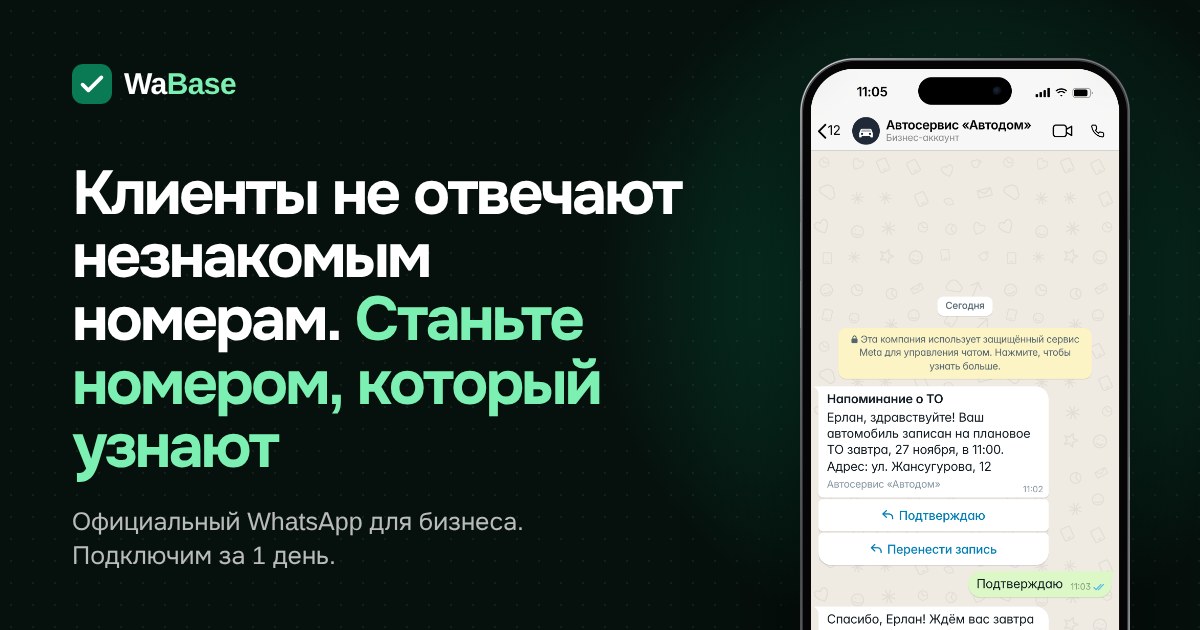 WaBase
Клиенты не отвечают
незнакомым
номерам. Станьте
номером, который
узнают
Официальный WhatsApp для бизнеса.
Подключим за 1 день.
11:05
12
Автосервис «Автодом»
Бизнес-аккаунт
Сегодня
Эта компания использует защищённый сервис
Meta для управления чатом. Нажмите, чтобы
узнать больше.
Напоминание о ТО
Ерлан, здравствуйте! Ваш
автомобиль записан на плановое
ТО завтра, 27 ноября, в 11:00.
Адрес: ул. Жансугурова, 12
Автосервис «Автодом»
11:02
Подтверждаю
Перенести запись
Подтверждаю 11:03
Спасибо, Ерлан! Ждём вас завтра